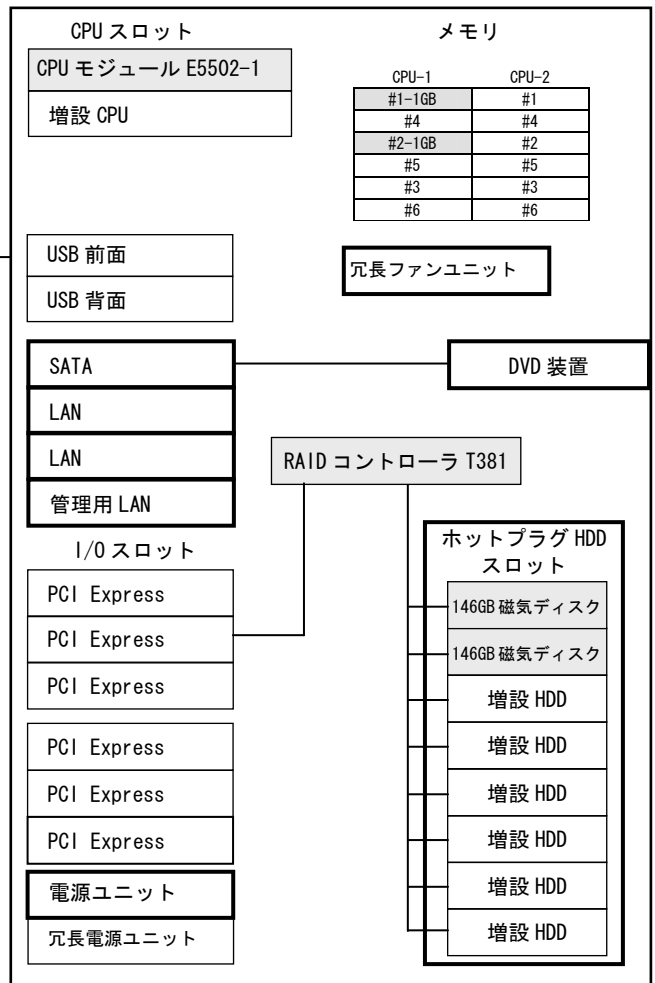 CPU スロット
CPU モジュール E5502-1
増設 CPU
メモリ
CPU-1 CPU-2
#1-1GB #1
#4 #4
#2-1GB #2
#5 #5
#3 #3
#6 #6
USB 前面
USB 背面
冗長ファンユニット
SATA
DVD 装置
LAN
LAN
管理用 LAN
RAID コントローラ T381
I/O スロット
PCI Express
PCI Express
PCI Express
PCI Express
PCI Express
PCI Express
電源ユニット
冗長電源ユニット
ホットプラグ HDD
スロット
146GB 磁気ディスク
146GB 磁気ディスク
増設 HDD
増設 HDD
増設 HDD
増設 HDD
増設 HDD
増設 HDD